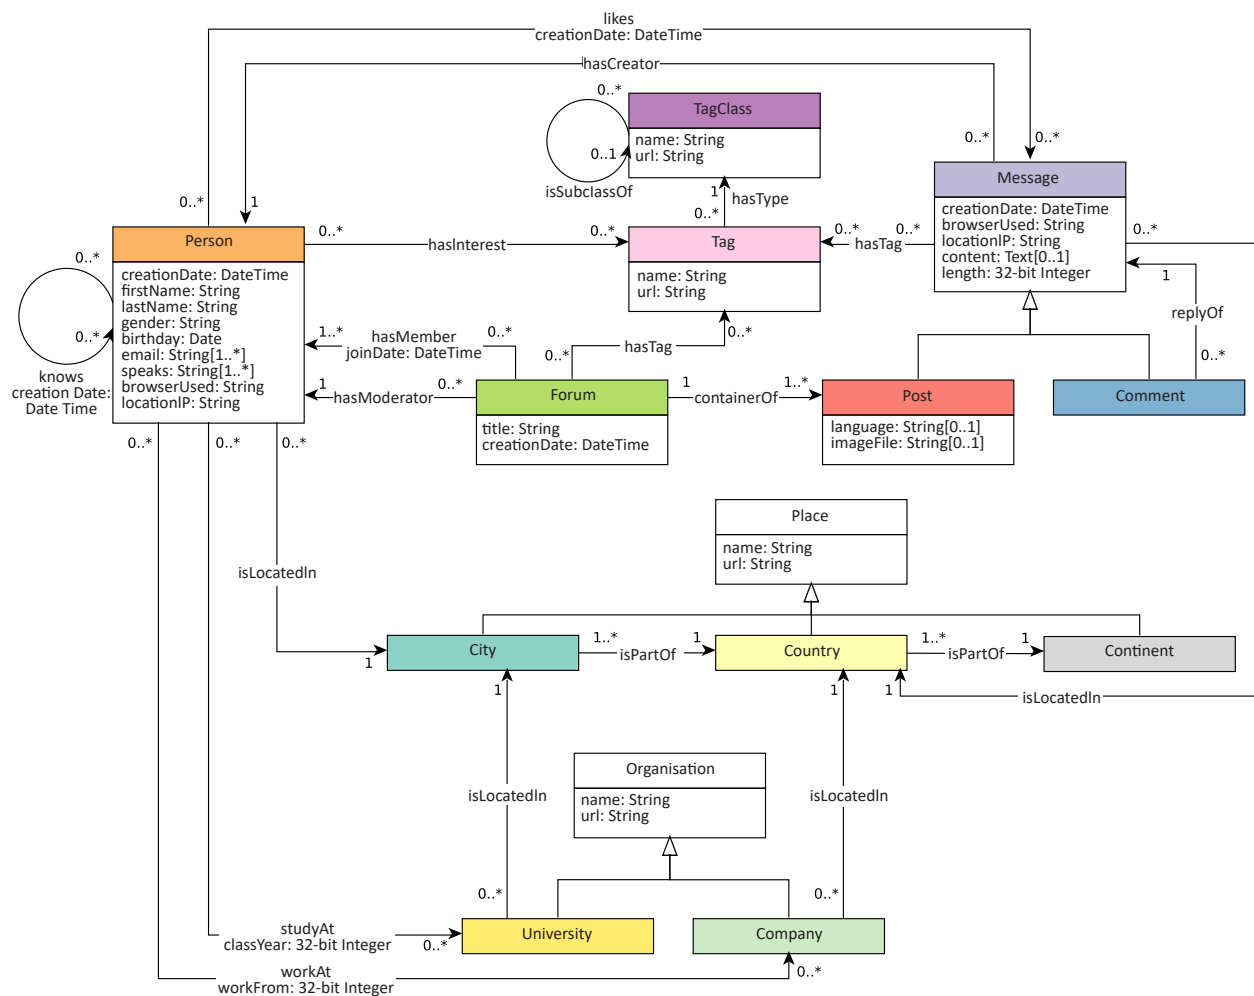 likes
creationDate: DateTime
hasCreator
0..*
TagClass
name: String
url: String
0..1
isSubclassOf
0..*
0..*
Message
creationDate: DateTime
browserUsed: String
locationIP: String
content: Text[0..1]
length: 32-bit Integer
1
hasType
0..*
0..*
1
Person
creationDate: DateTime
firstName: String
lastName: String
gender: String
birthday: Date
email: String[1..*]
speaks: String[1..*]
browserUsed: String
locationIP: String
0..*
hasInterest
0..*
Tag
name: String
url: String
0..*
hasTag
0..*
0..*
0..*
0..*
knows
creation Date:
Date Time
1
replyOf
0..*
1..*
hasMember
joinDate: DateTime
0..*
0..*
hasTag
0..*
1
hasModerator
0..*
Forum
title: String
creationDate: DateTime
1
containerOf
1..*
Post
language: String[0..1]
imageFile: String[0..1]
Comment
0..*
0..*
0..*
Place
name: String
url: String
isLocatedIn
1
City
1..*
isPartOf
1
Country
1..*
isPartOf
1
Continent
1
1
1
isLocatedIn
Organisation
name: String
url: String
isLocatedIn
isLocatedIn
0..*
0..*
University
Company
studyAt
classYear: 32-bit Integer
0..*
workAt
workFrom: 32-bit Integer
0..*